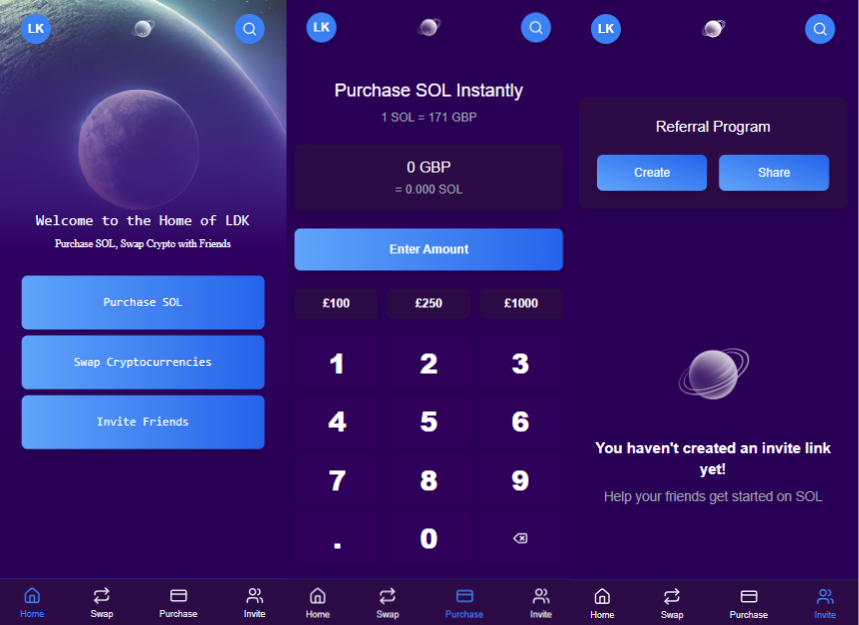 LK
Welcome to the Home of LDK
Purchase SOL, Swap Crypto with Friends
Purchase SOL
Swap Cryptocurrencies
Invite Friends
Home
Swap
Purchase
Invite
LK
Purchase SOL Instantly
1 SOL = 171 GBP
0 GBP
= 0.000 SOL
Enter Amount
£100 £250 £1000
1 2 3
4 5 6
7 8 9
. 0
Home
Swap
Purchase
Invite
LK
Referral Program
Create Share
You haven't created an invite link
yet!
Help your friends get started on SOL
Home
Swap
Purchase
Invite